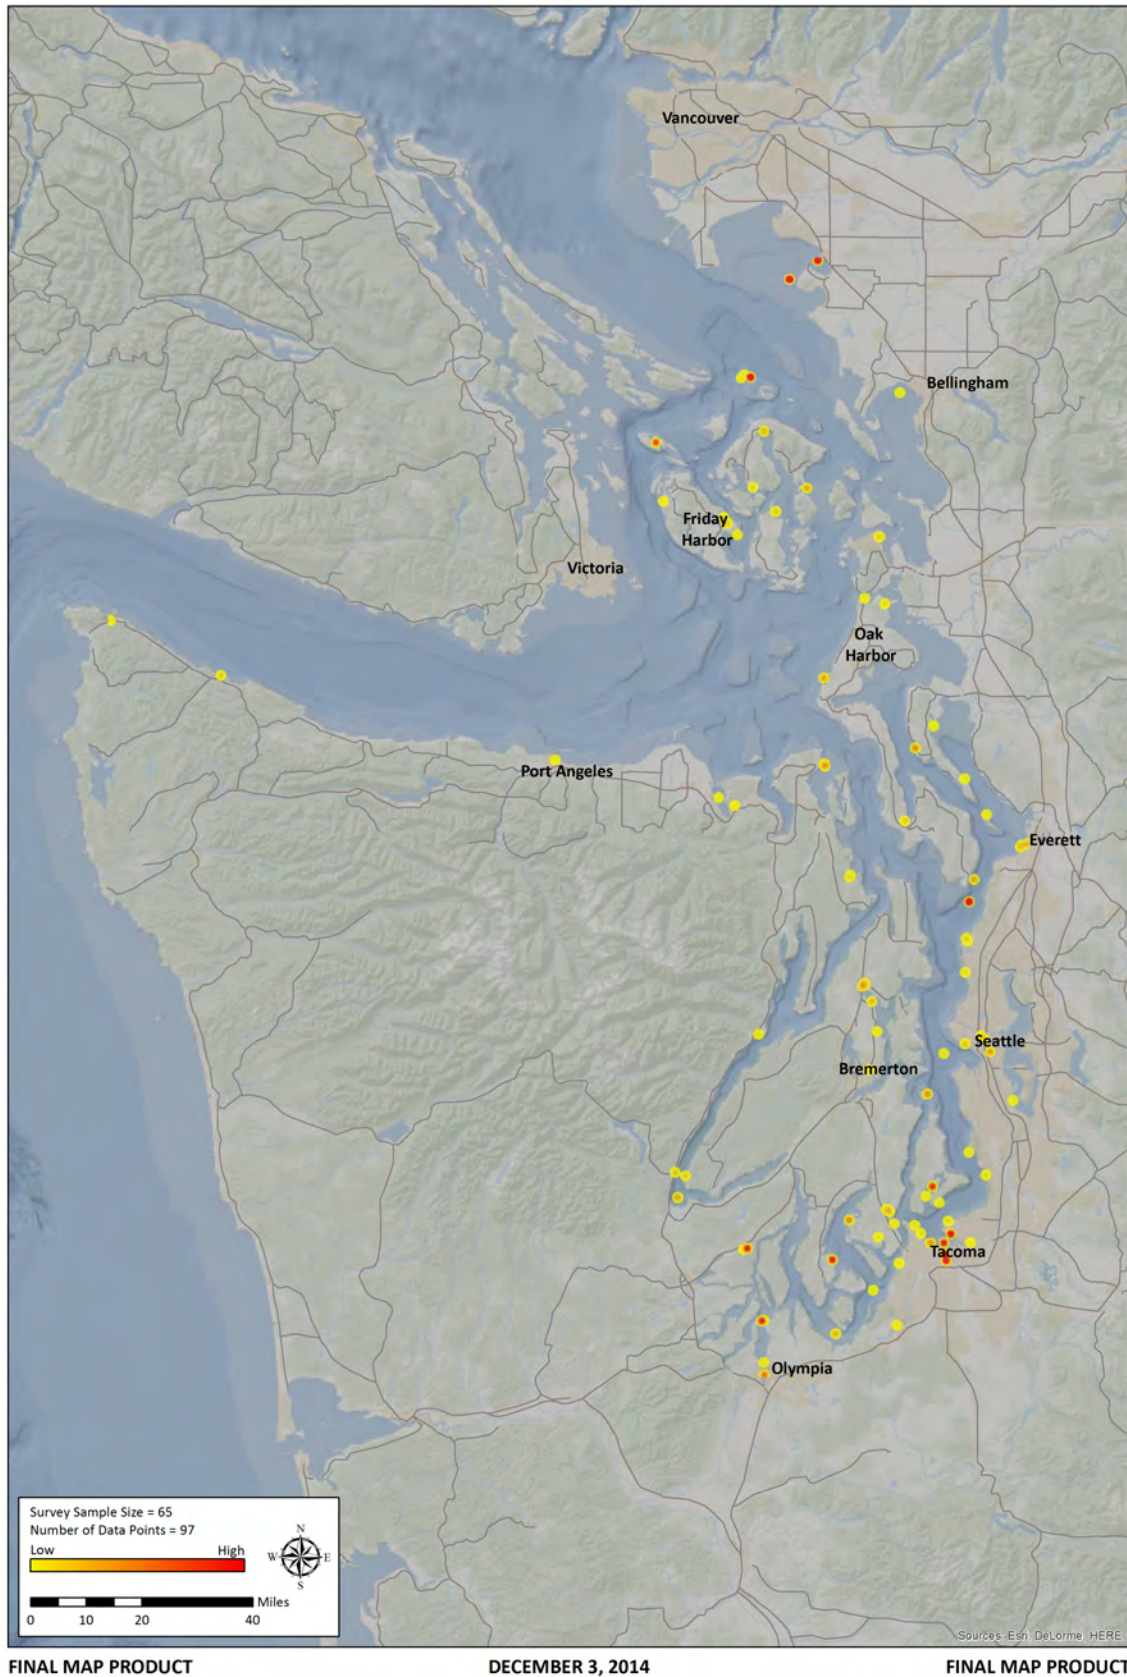 Vancouver
Bellingham
Friday
Harbor
Victoria
Oak
Harbor
Port Angeles
Everett
Seattle
Bremerton
Tacoma
Olympia
Survey Sample Size = 65
Number of Data Points = 97
Low High
N
W E
S
Miles
0 10 20 40
Sources: Esri, DeLorme, HERE
FINAL MAP PRODUCT DECEMBER 3, 2014 FINAL MAP PRODUCT